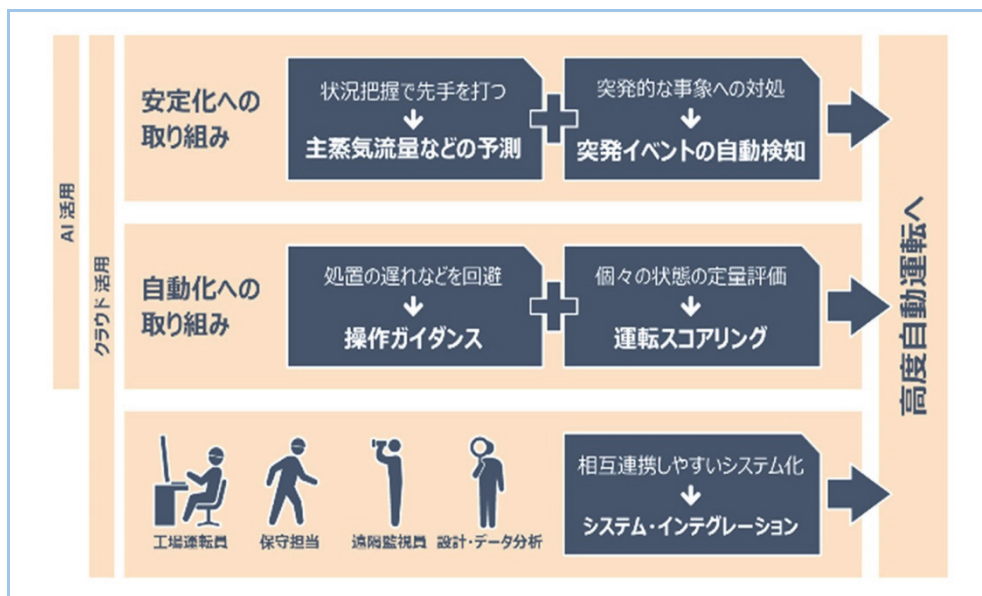 AI 活用
クラウド活用
安定化への
取り組み
状況把握で先手を打つ
主蒸気流量などの予測
突発的な事象への対処
突発イベントの自動検知
自動化への
取り組み
処置の遅れなどを回避
操作ガイダンス
個々の状態の定量評価
運転スコアリング
工場運転員
保守担当
遠隔監視員
設計・データ分析
相互連携しやすいシステム化
システム・インテグレーション
高度自動運転へ